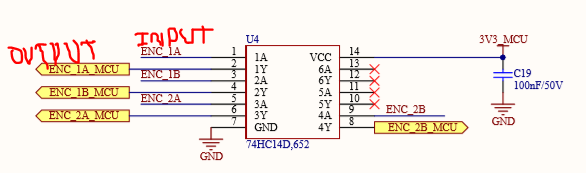 OUTPUT
INPUT
U4
3V3_MCU
ENC_1A 1 1A VCC 14
ENC_1A_MCU 2 1Y 6A 13
ENC_1B 3 2A 6Y 12
ENC_1B_MCU 4 2Y 5A 11
ENC_2A 5 3A 5Y 10
ENC_2A_MCU 6 3Y 4A 9 ENC_2B
7 GND 4Y 8 ENC_2B_MCU
C19
100nF/50V
GND
GND
74HC14D,652